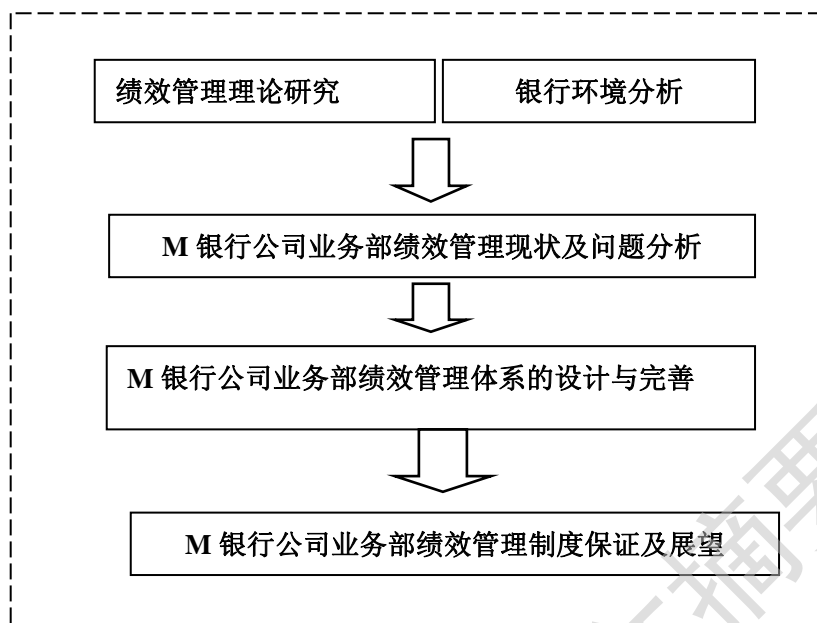 绩效管理理论研究 银行环境分析
M 银行公司业务部绩效管理现状及问题分析
M 银行公司业务部绩效管理体系的设计与完善
M 银行公司业务部绩效管理制度保证及展望
摘要